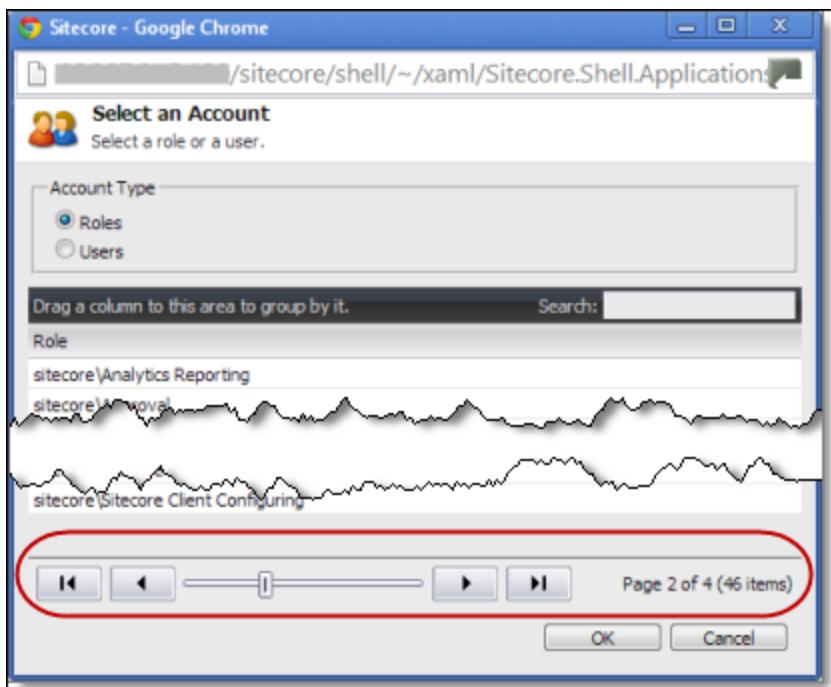 Sitecore - Google Chrome
/sitecore/shell/~/xaml/Sitecore.Shell.Applications
Select an Account
Select a role or a user.
Account Type
Roles
Users
Drag a column to this area to group by it.
Search:
Role
sitecore\Analytics Reporting
sitecore\
sitecore\Sitecore Client Configuring
Page 2 of 4 (46 items)
OK
Cancel